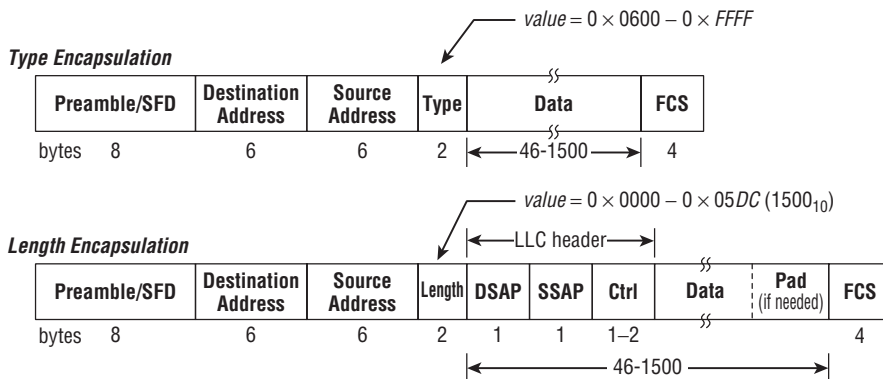 value = 0 × 0600 – 0 × FFFF
Type Encapsulation
Preamble/SFD Destination Address Source Address Type Data FCS
bytes 8 6 6 2 46-1500 4
value = 0 × 0000 – 0 × 05DC (1500₁₀)
Length Encapsulation
LLC header
Preamble/SFD Destination Address Source Address Length DSAP SSAP Ctrl Data Pad (if needed) FCS
bytes 8 6 6 2 1 1 1–2 4
46-1500